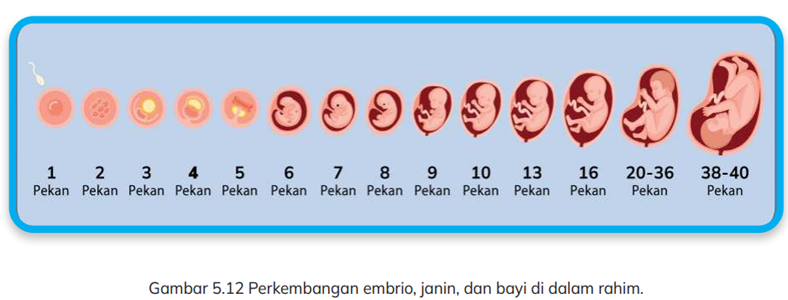 1 2 3 4 5 6 7 8 9 10 13 16 20-36 38-40
Pekan Pekan Pekan Pekan Pekan Pekan Pekan Pekan Pekan Pekan Pekan Pekan Pekan Pekan
Gambar 5.12 Perkembangan embrio, janin, dan bayi di dalam rahim.